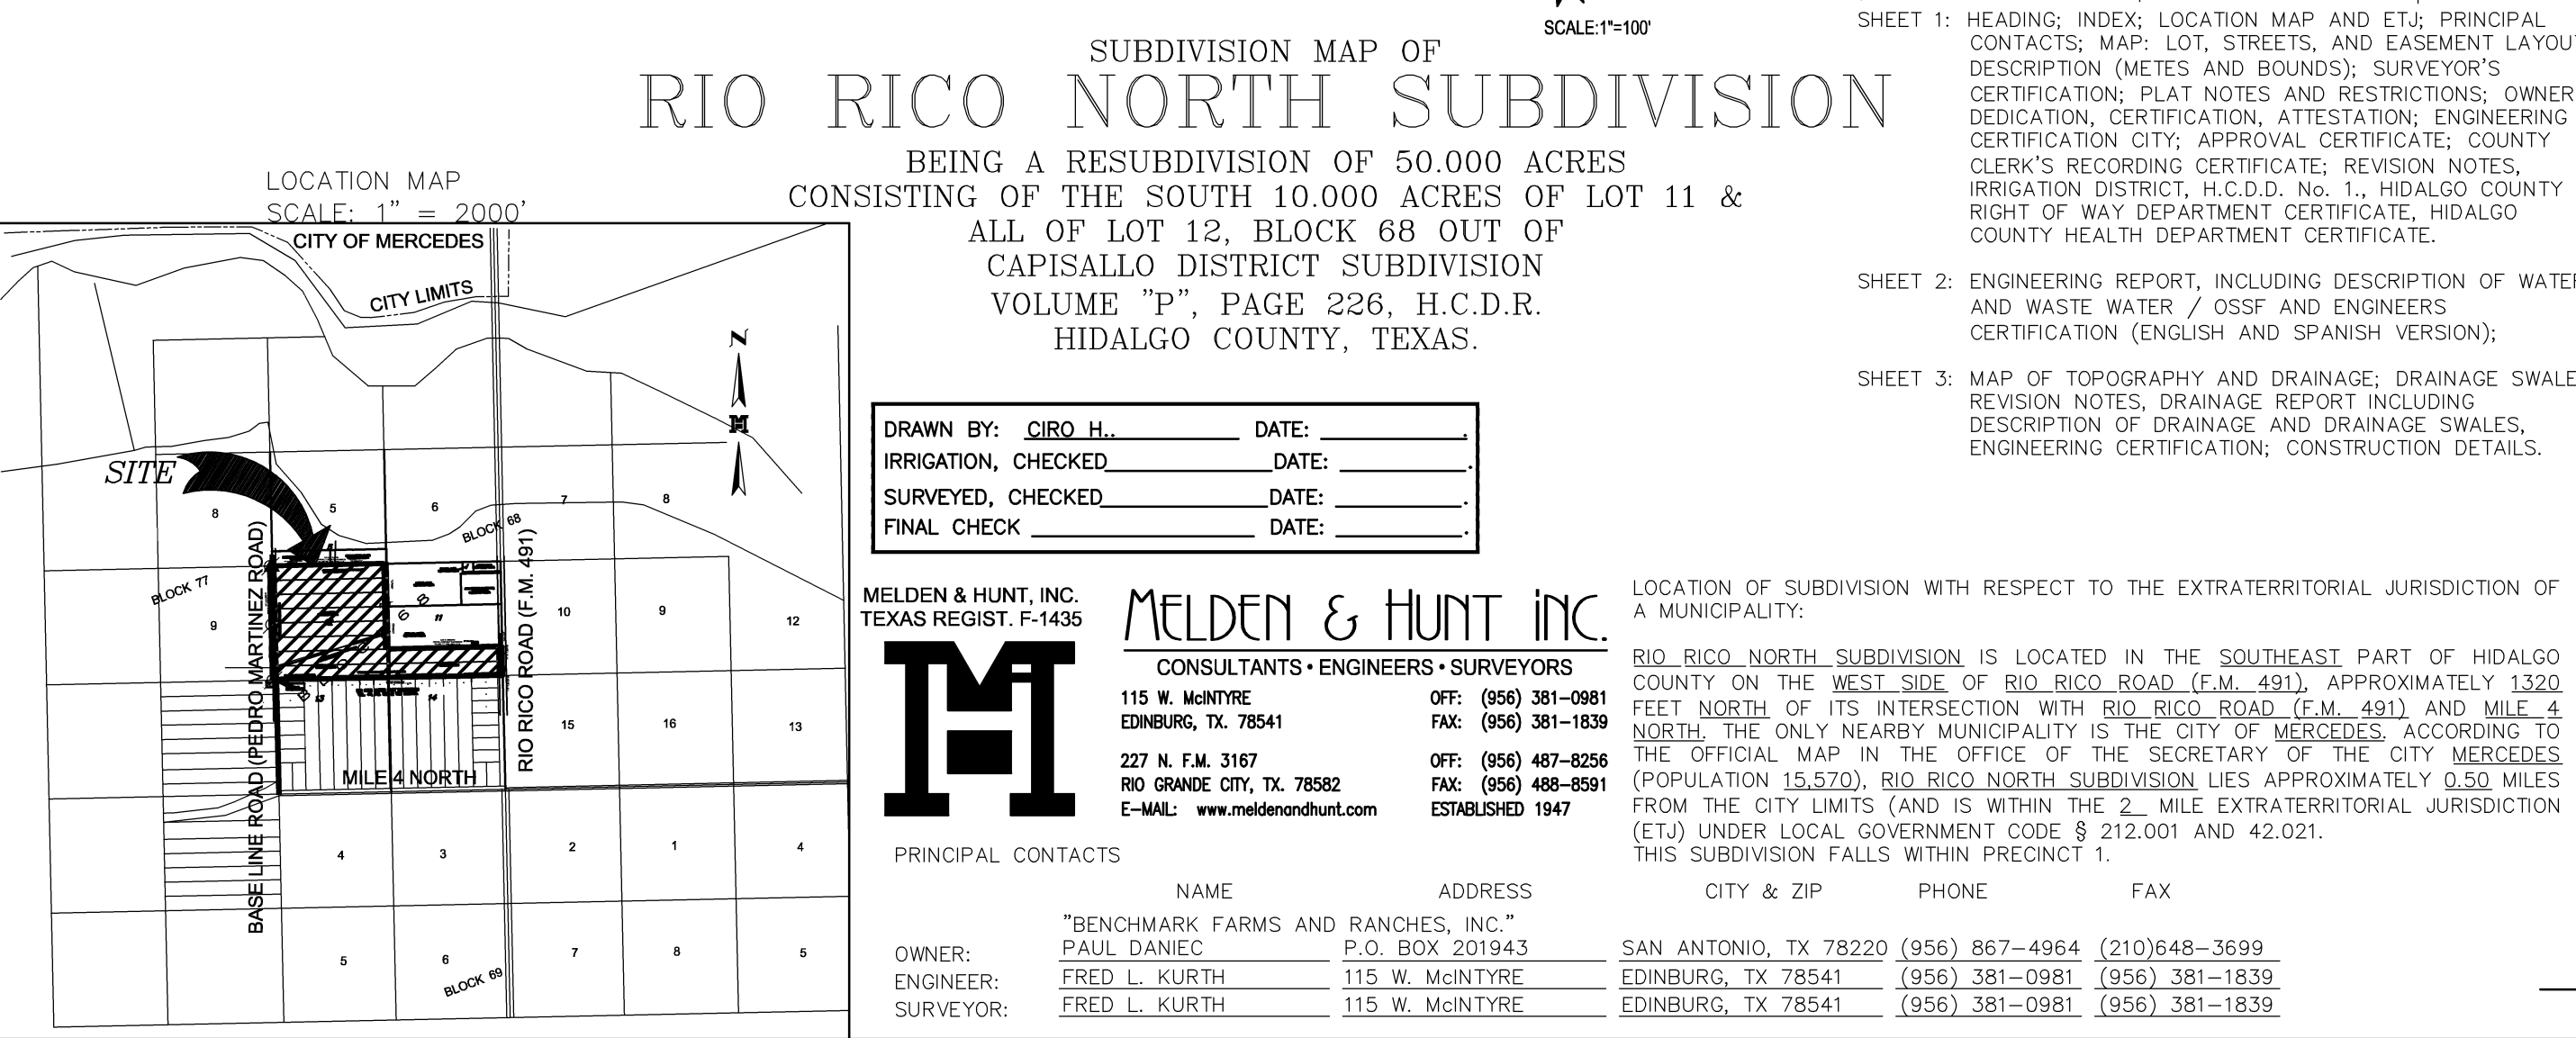 SCALE:1"=100'
SUBDIVISION MAP OF
RIO RICO NORTH SUBDIVISION
BEING A RESUBDIVISION OF 50.000 ACRES
CONSISTING OF THE SOUTH 10.000 ACRES OF LOT 11 &
ALL OF LOT 12, BLOCK 68 OUT OF
CAPISALLO DISTRICT SUBDIVISION
VOLUME "P", PAGE 226, H.C.D.R.
HIDALGO COUNTY, TEXAS.
SHEET 1: HEADING; INDEX; LOCATION MAP AND ETJ; PRINCIPAL
CONTACTS; MAP: LOT, STREETS, AND EASEMENT LAYOU
DESCRIPTION (METES AND BOUNDS); SURVEYOR'S
CERTIFICATION; PLAT NOTES AND RESTRICTIONS; OWNER
DEDICATION, CERTIFICATION, ATTESTATION; ENGINEERING
CERTIFICATION CITY; APPROVAL CERTIFICATE; COUNTY
CLERK'S RECORDING CERTIFICATE; REVISION NOTES,
IRRIGATION DISTRICT, H.C.D.D. No. 1., HIDALGO COUNTY
RIGHT OF WAY DEPARTMENT CERTIFICATE, HIDALGO
COUNTY HEALTH DEPARTMENT CERTIFICATE.
SHEET 2: ENGINEERING REPORT, INCLUDING DESCRIPTION OF WATER
AND WASTE WATER / OSSF AND ENGINEERS
CERTIFICATION (ENGLISH AND SPANISH VERSION);
SHEET 3: MAP OF TOPOGRAPHY AND DRAINAGE; DRAINAGE SWALE
REVISION NOTES, DRAINAGE REPORT INCLUDING
DESCRIPTION OF DRAINAGE AND DRAINAGE SWALES,
ENGINEERING CERTIFICATION; CONSTRUCTION DETAILS.
LOCATION MAP
SCALE: 1" = 2000'
CITY OF MERCEDES
CITY LIMITS
N
SITE
8 5 6 7 8
BLOCK 68
BLOCK 77
9 10 9 12
11
BASE LINE ROAD (PEDRO MARTINEZ ROAD)
RIO RICO ROAD (F.M. 491)
13 14 15 16 13
MILE 4 NORTH
4 3 2 1 4
5 6 7 8 5
BLOCK 69
DRAWN BY: CIRO H.. DATE: .
IRRIGATION, CHECKED DATE: .
SURVEYED, CHECKED DATE: .
FINAL CHECK DATE: .
MELDEN & HUNT, INC.
TEXAS REGIST. F-1435
MELDEN & HUNT iNC.
CONSULTANTS • ENGINEERS • SURVEYORS
115 W. McINTYRE OFF: (956) 381-0981
EDINBURG, TX. 78541 FAX: (956) 381-1839
227 N. F.M. 3167 OFF: (956) 487-8256
RIO GRANDE CITY, TX. 78582 FAX: (956) 488-8591
E-MAIL: www.meldenandhunt.com ESTABLISHED 1947
LOCATION OF SUBDIVISION WITH RESPECT TO THE EXTRATERRITORIAL JURISDICTION OF
A MUNICIPALITY:
RIO RICO NORTH SUBDIVISION IS LOCATED IN THE SOUTHEAST PART OF HIDALGO
COUNTY ON THE WEST SIDE OF RIO RICO ROAD (F.M. 491), APPROXIMATELY 1320
FEET NORTH OF ITS INTERSECTION WITH RIO RICO ROAD (F.M. 491) AND MILE 4
NORTH. THE ONLY NEARBY MUNICIPALITY IS THE CITY OF MERCEDES. ACCORDING TO
THE OFFICIAL MAP IN THE OFFICE OF THE SECRETARY OF THE CITY MERCEDES
(POPULATION 15,570), RIO RICO NORTH SUBDIVISION LIES APPROXIMATELY 0.50 MILES
FROM THE CITY LIMITS (AND IS WITHIN THE 2 MILE EXTRATERRITORIAL JURISDICTION
(ETJ) UNDER LOCAL GOVERNMENT CODE § 212.001 AND 42.021.
THIS SUBDIVISION FALLS WITHIN PRECINCT 1.
PRINCIPAL CONTACTS
NAME ADDRESS CITY & ZIP PHONE FAX
"BENCHMARK FARMS AND RANCHES, INC."
OWNER: PAUL DANIEC P.O. BOX 201943 SAN ANTONIO, TX 78220 (956) 867-4964 (210)648-3699
ENGINEER: FRED L. KURTH 115 W. McINTYRE EDINBURG, TX 78541 (956) 381-0981 (956) 381-1839
SURVEYOR: FRED L. KURTH 115 W. McINTYRE EDINBURG, TX 78541 (956) 381-0981 (956) 381-1839